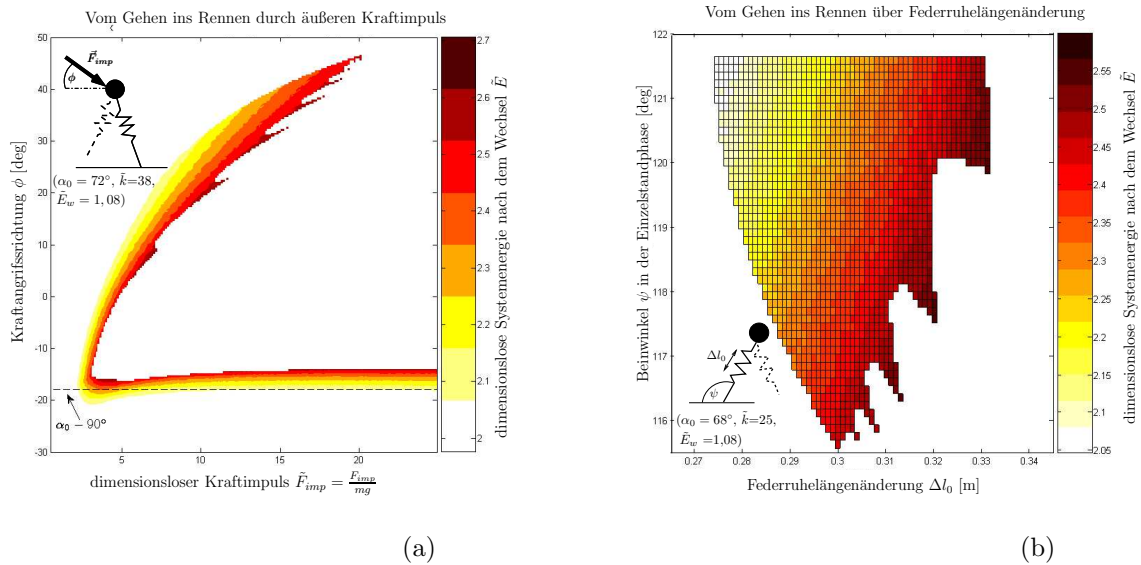 Vom Gehen ins Rennen durch äußeren Kraftimpuls
50
40
30
20
10
0
-10
-20
-30
5
10
15
20
Kraftangrifssrichtung ϕ [deg]
dimensionsloser Kraftimpuls F̃imp = Fimp/mg
F⃗imp
ϕ
(α0 = 72°, k̃=38,
Ẽw = 1,08)
α0 − 90°
2.7
2.6
2.5
2.4
2.3
2.2
2.1
2
dimensionslose Systemenergie nach dem Wechsel Ẽ
(a)
Vom Gehen ins Rennen über Federruhelängenänderung
122
121
120
119
118
117
116
0.27
0.28
0.29
0.3
0.31
0.32
0.33
0.34
Beinwinkel ψ in der Einzelstandphase [deg]
Federruhelängenänderung Δl0 [m]
Δl0
ψ
(α0 = 68°, k̃=25,
Ẽw =1,08)
2.55
2.5
2.45
2.4
2.35
2.3
2.25
2.2
2.15
2.1
2.05
dimensionslose Systemenergie nach dem Wechsel Ẽ
(b)